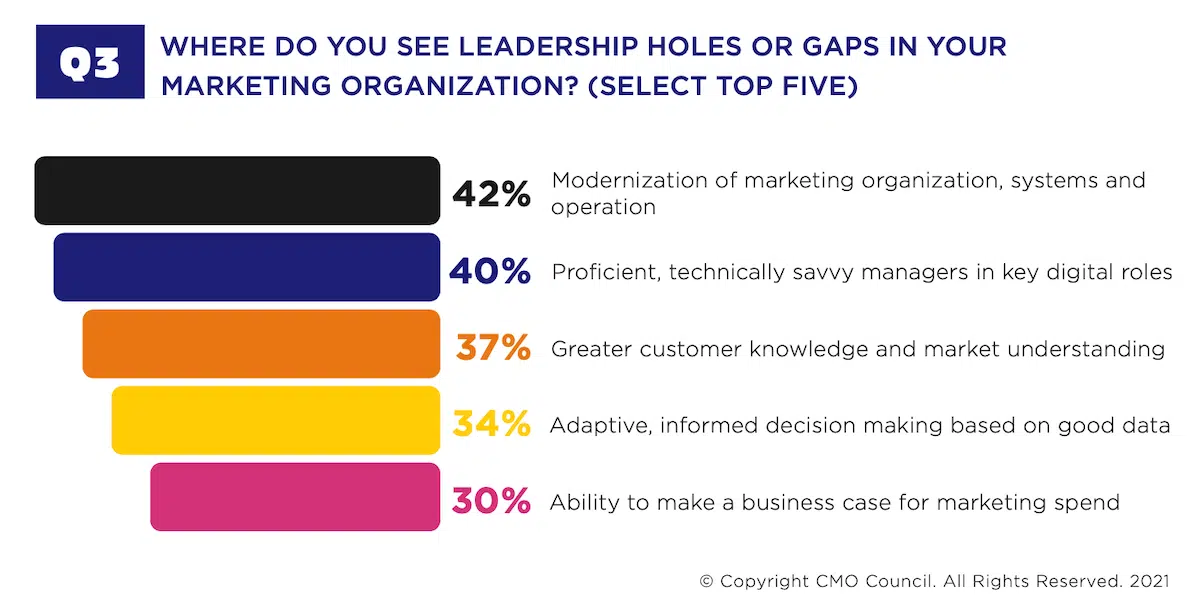 Q3
WHERE DO YOU SEE LEADERSHIP HOLES OR GAPS IN YOUR
MARKETING ORGANIZATION? (SELECT TOP FIVE)
42%
Modernization of marketing organization, systems and
operation
40%
Proficient, technically savvy managers in key digital roles
37%
Greater customer knowledge and market understanding
34%
Adaptive, informed decision making based on good data
30%
Ability to make a business case for marketing spend
© Copyright CMO Council. All Rights Reserved. 2021